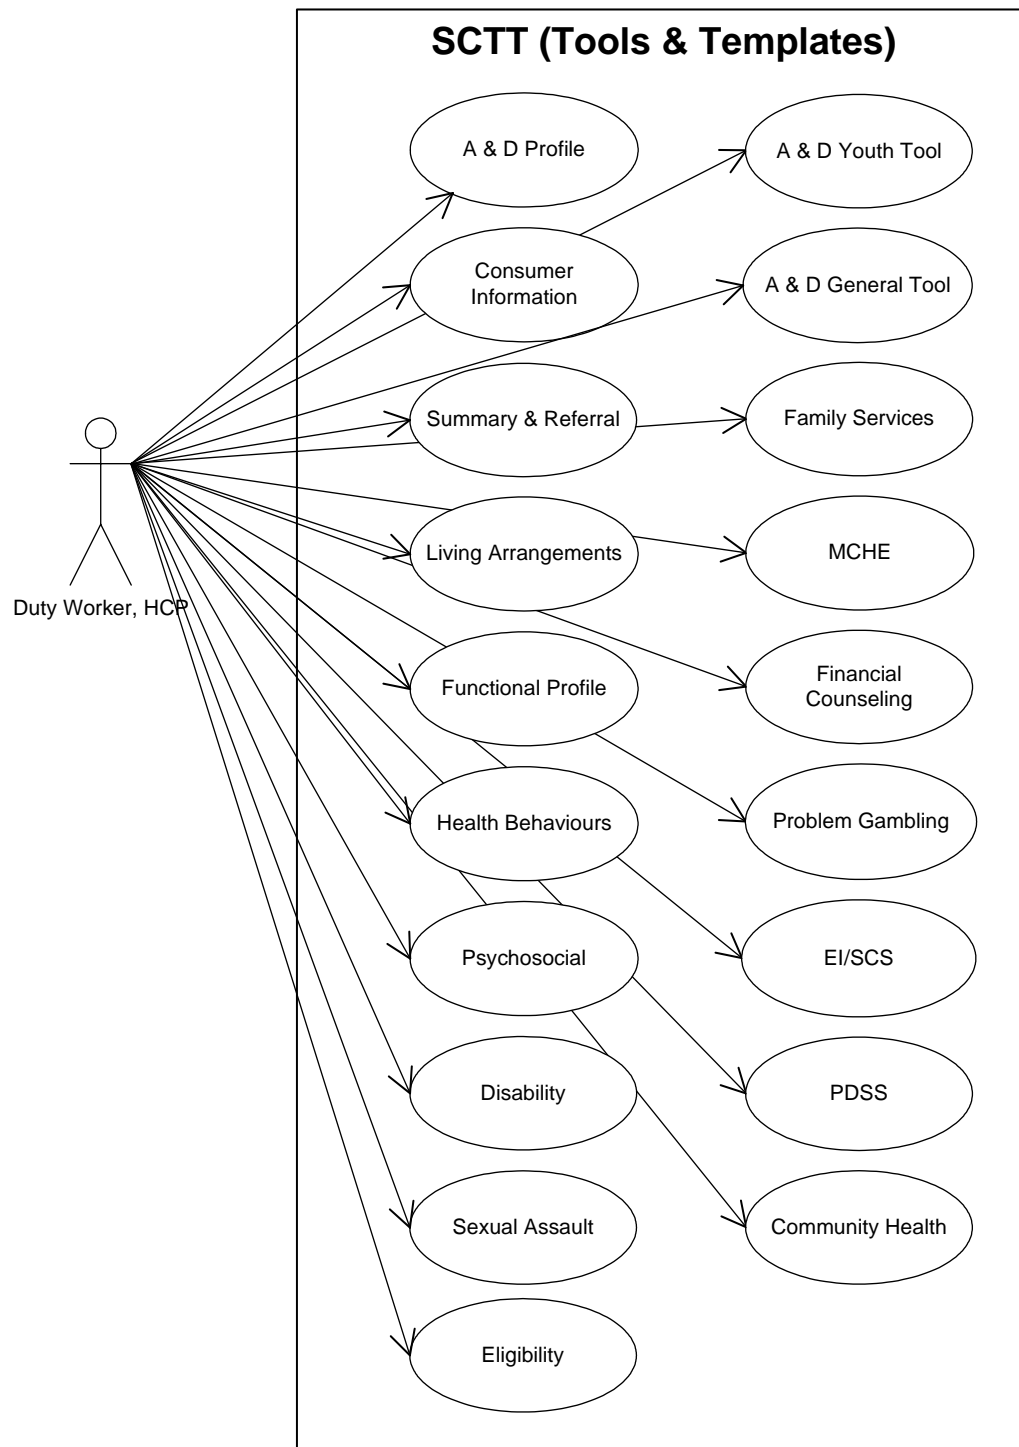 SCTT (Tools & Templates)
A & D Profile
A & D Youth Tool
Consumer
Information
A & D General Tool
Summary & Referral
Family Services
Living Arrangements
MCHE
Duty Worker, HCP
Functional Profile
Financial
Counseling
Health Behaviours
Problem Gambling
Psychosocial
EI/SCS
Disability
PDSS
Sexual Assault
Community Health
Eligibility